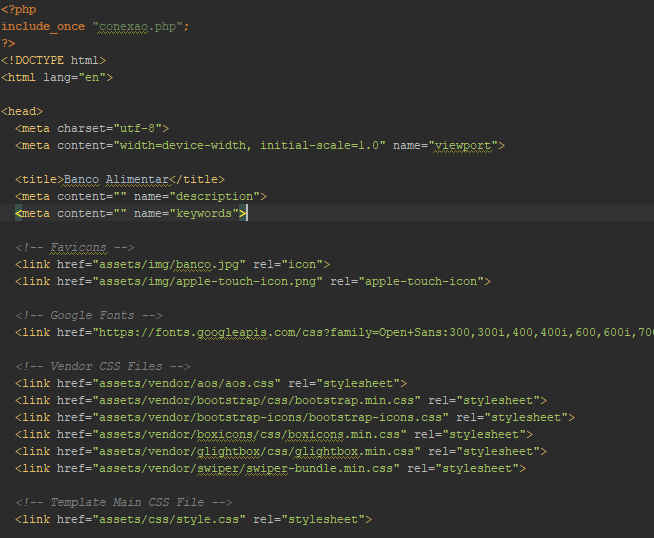 <?php
include_once "conexao.php";
?>
<!DOCTYPE html>
<html lang="en">
<head>
<meta charset="utf-8">
<meta content="width=device-width, initial-scale=1.0" name="viewport">
<title>Banco Alimentar</title>
<meta content="" name="description">
<meta content="" name="keywords">
<!-- Favicons -->
<link href="assets/img/banco.jpg" rel="icon">
<link href="assets/img/apple-touch-icon.png" rel="apple-touch-icon">
<!-- Google Fonts -->
<link href="https://fonts.googleapis.com/css?family=Open+Sans:300,300i,400,400i,600,600i,700
<!-- Vendor CSS Files -->
<link href="assets/vendor/aos/aos.css" rel="stylesheet">
<link href="assets/vendor/bootstrap/css/bootstrap.min.css" rel="stylesheet">
<link href="assets/vendor/bootstrap-icons/bootstrap-icons.css" rel="stylesheet">
<link href="assets/vendor/boxicons/css/boxicons.min.css" rel="stylesheet">
<link href="assets/vendor/glightbox/css/glightbox.min.css" rel="stylesheet">
<link href="assets/vendor/swiper/swiper-bundle.min.css" rel="stylesheet">
<!-- Template Main CSS File -->
<link href="assets/css/style.css" rel="stylesheet">